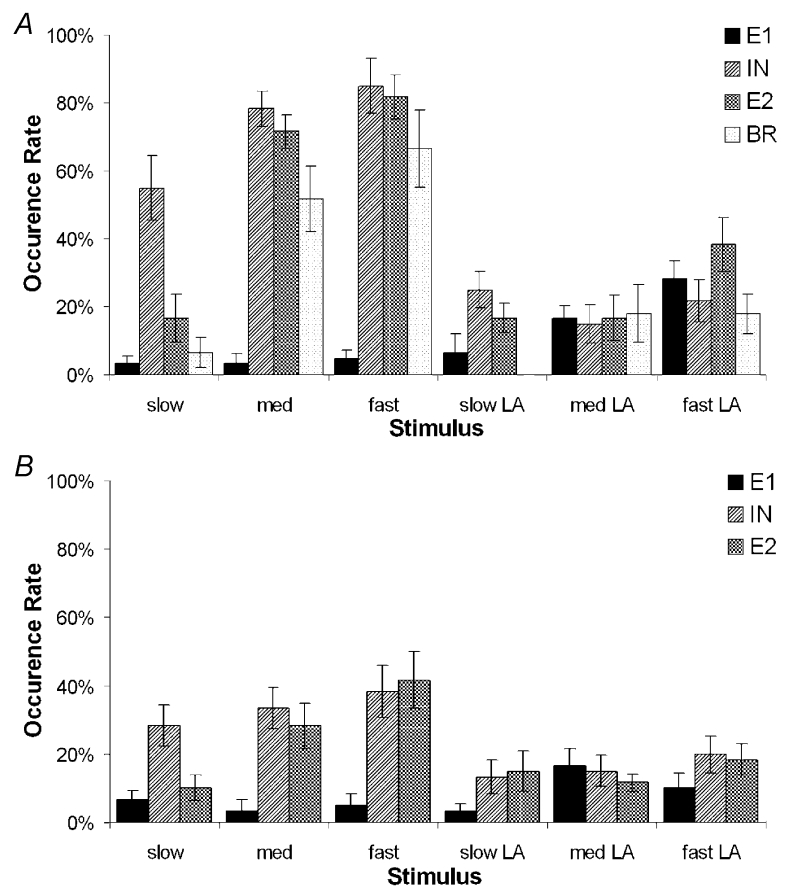 A
100%
80%
60%
40%
20%
0%
Occurence Rate
E1
IN
E2
BR
slow med fast slow LA med LA fast LA
Stimulus
B
100%
80%
60%
40%
20%
0%
Occurence Rate
E1
IN
E2
slow med fast slow LA med LA fast LA
Stimulus